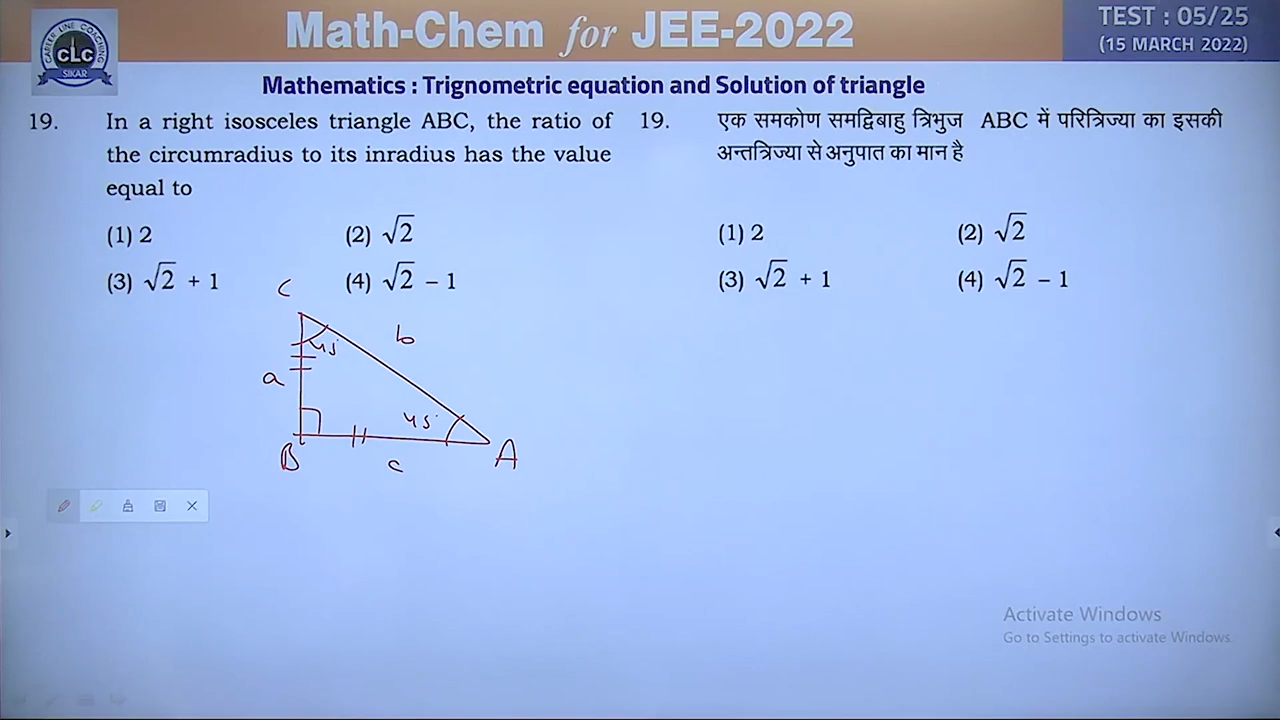 CAREER LINE COACHING
CLC
SIKAR
Math-Chem for JEE-2022
TEST : 05/25
(15 MARCH 2022)
Mathematics : Trignometric equation and Solution of triangle
19. In a right isosceles triangle ABC, the ratio of
the circumradius to its inradius has the value
equal to
(1) 2 (2) √2
(3) √2 + 1 (4) √2 – 1
19. एक समकोण समद्विबाहु त्रिभुज ABC में परित्रिज्या का इसकी
अन्तत्रिज्या से अनुपात का मान है
(1) 2 (2) √2
(3) √2 + 1 (4) √2 – 1
C
45
b
a
45°
B
c
A
Activate Windows
Go to Settings to activate Windows.